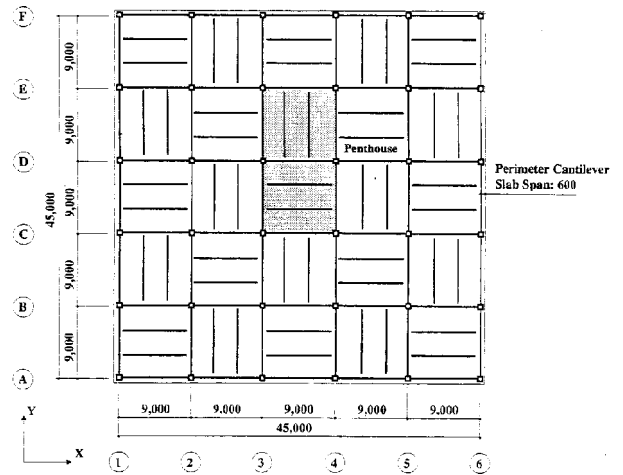 F
9,000
E
9,000
Penthouse
D
Perimeter Cantilever
Slab Span: 600
45,000
9,000
C
9,000
B
9,000
A
9,000 9.000 9,000 9,000 9.000
45.000
Y
X
1 2 3 4 5 6